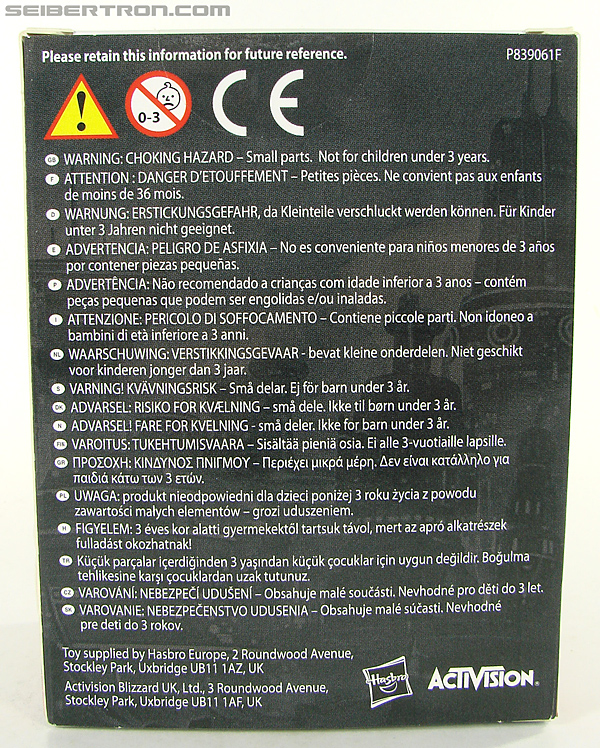 SEIBERTRON.COM
Please retain this information for future reference.
P839061F
0-3
CE
GB WARNING: CHOKING HAZARD – Small parts. Not for children under 3 years.
F ATTENTION : DANGER D'ETOUFFEMENT – Petites pièces. Ne convient pas aux enfants
de moins de 36 mois.
D WARNUNG: ERSTICKUNGSGEFAHR, da Kleinteile verschluckt werden können. Für Kinder
unter 3 Jahren nicht geeignet.
E ADVERTENCIA: PELIGRO DE ASFIXIA – No es conveniente para niños menores de 3 años
por contener piezas pequeñas.
P ADVERTÊNCIA: Não recomendado a crianças com idade inferior a 3 anos – contém
peças pequenas que podem ser engolidas e/ou inaladas.
I ATTENZIONE: PERICOLO DI SOFFOCAMENTO – Contiene piccole parti. Non idoneo a
bambini di età inferiore a 3 anni.
NL WAARSCHUWING: VERSTIKKINGSGEVAAR - bevat kleine onderdelen. Niet geschikt
voor kinderen jonger dan 3 jaar.
S VARNING! KVÄVNINGSRISK – Små delar. Ej för barn under 3 år.
DK ADVARSEL: RISIKO FOR KVÆLNING – små dele. Ikke til børn under 3 år.
N ADVARSEL! FARE FOR KVELNING - små deler. Ikke for barn under 3 år.
FIN VAROITUS: TUKEHTUMISVAARA – Sisältää pieniä osia. Ei alle 3-vuotiaille lapsille.
GR ΠΡΟΣΟΧΗ: ΚΙΝΔΥΝΟΣ ΠΝΙΓΜΟΥ – Περιέχει μικρά μέρη. Δεν είναι κατάλληλο για
παιδιά κάτω των 3 ετών.
PL UWAGA: produkt nieodpowiedni dla dzieci poniżej 3 roku życia z powodu
zawartości małych elementów – grozi uduszeniem.
H FIGYELEM: 3 éves kor alatti gyermekektől tartsuk távol, mert az apró alkatrészek
fulladást okozhatnak!
TR Küçük parçalar içerdiğinden 3 yaşından küçük çocuklar için uygun değildir. Boğulma
tehlikesine karşı çocuklardan uzak tutunuz.
CZ VAROVÁNÍ: NEBEZPEČÍ UDUŠENÍ – Obsahuje malé součásti. Nevhodné pro děti do 3 let.
SK VAROVANIE: NEBEZPEČENSTVO UDUSENIA – Obsahuje malé súčasti. Nevhodné
pre deti do 3 rokov.
Toy supplied by Hasbro Europe, 2 Roundwood Avenue,
Stockley Park, Uxbridge UB11 1AZ, UK
Activision Blizzard UK, Ltd., 3 Roundwood Avenue,
Stockley Park, Uxbridge UB11 1AF, UK
Hasbro
ACTIVISION.